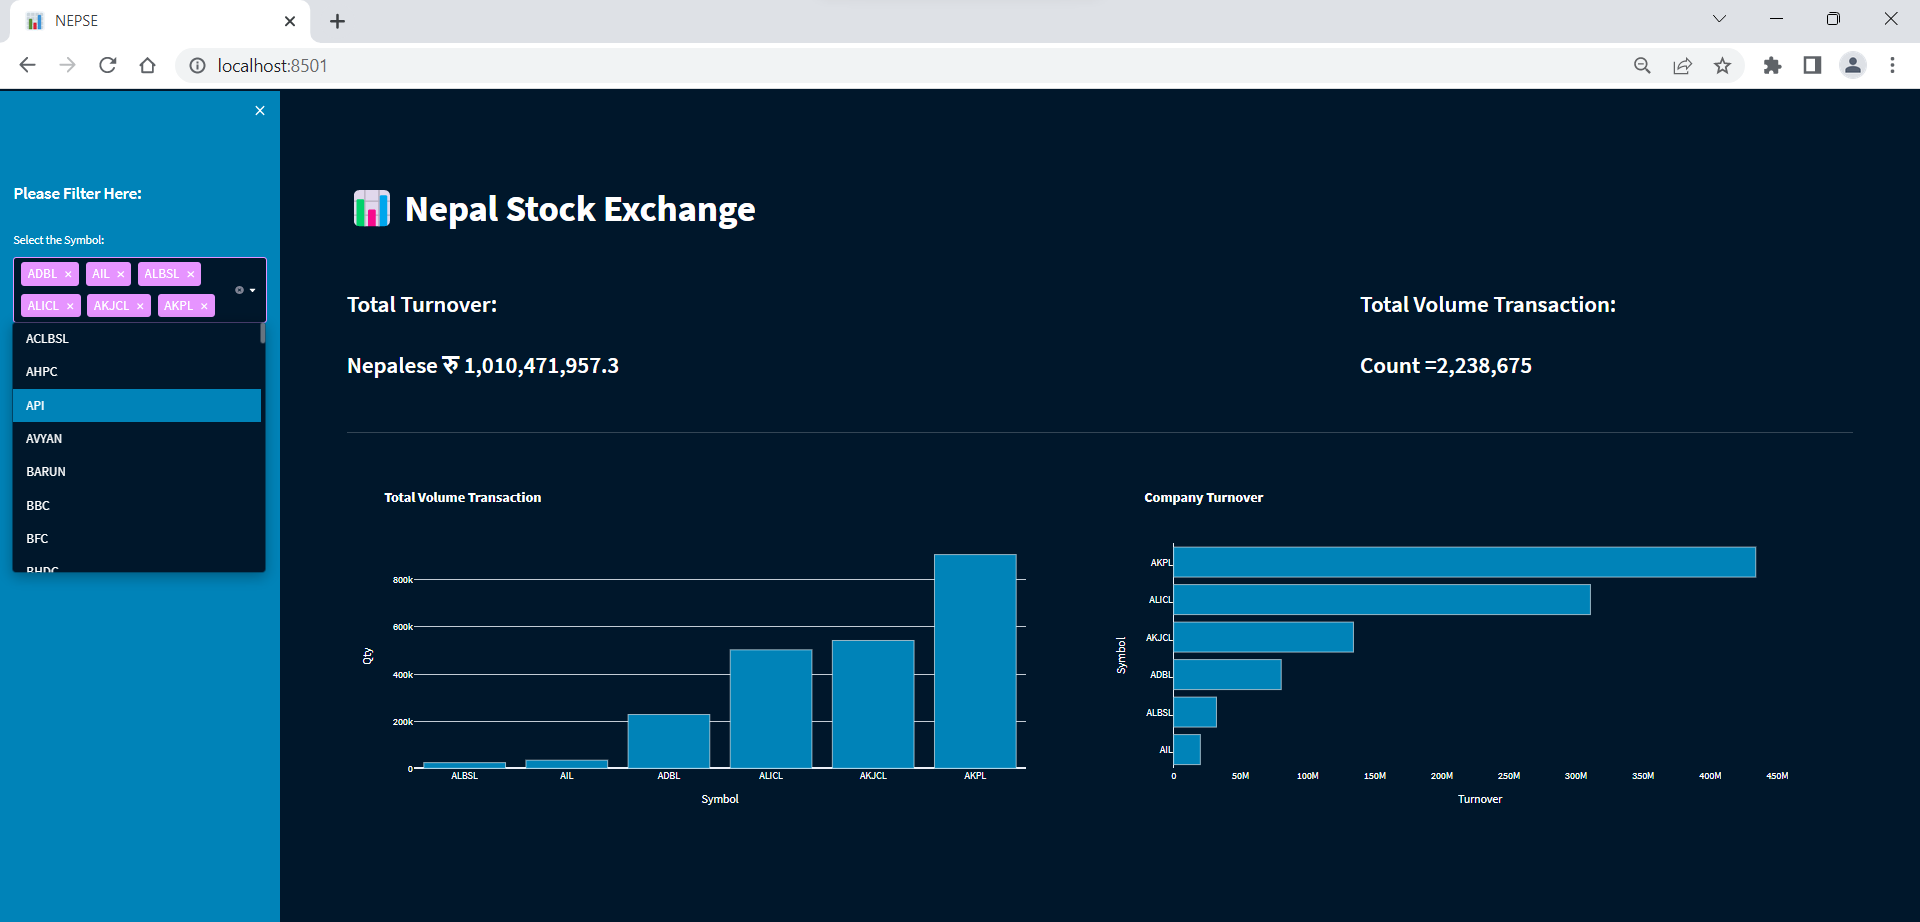 NEPSE
localhost:8501
Please Filter Here:
Select the Symbol:
ADBL AIL ALBSL
ALICL AKJCL AKPL
ACLBSL
AHPC
API
AVYAN
BARUN
BBC
BFC
Nepal Stock Exchange
Total Turnover:
Nepalese रु 1,010,471,957.3
Total Volume Transaction:
Count =2,238,675
Total Volume Transaction
800k
600k
400k
200k
0
Qty
ALBSL AIL ADBL ALICL AKJCL AKPL
Symbol
Company Turnover
AKPL
ALICL
AKJCL
ADBL
ALBSL
AIL
Symbol
0 50M 100M 150M 200M 250M 300M 350M 400M 450M
Turnover